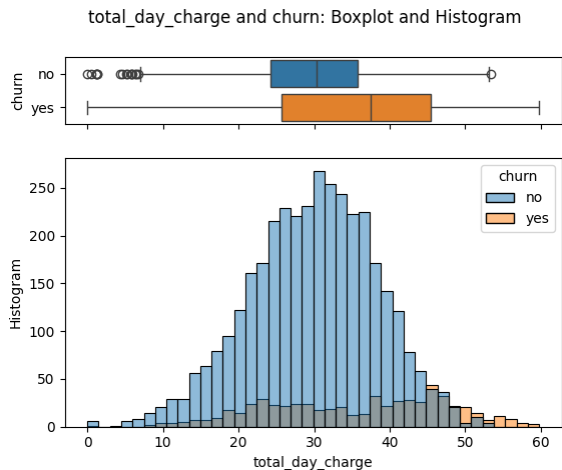 total_day_charge and churn: Boxplot and Histogram
churn
no
yes
Histogram
250
200
150
100
50
0
churn
no
yes
0 10 20 30 40 50 60
total_day_charge